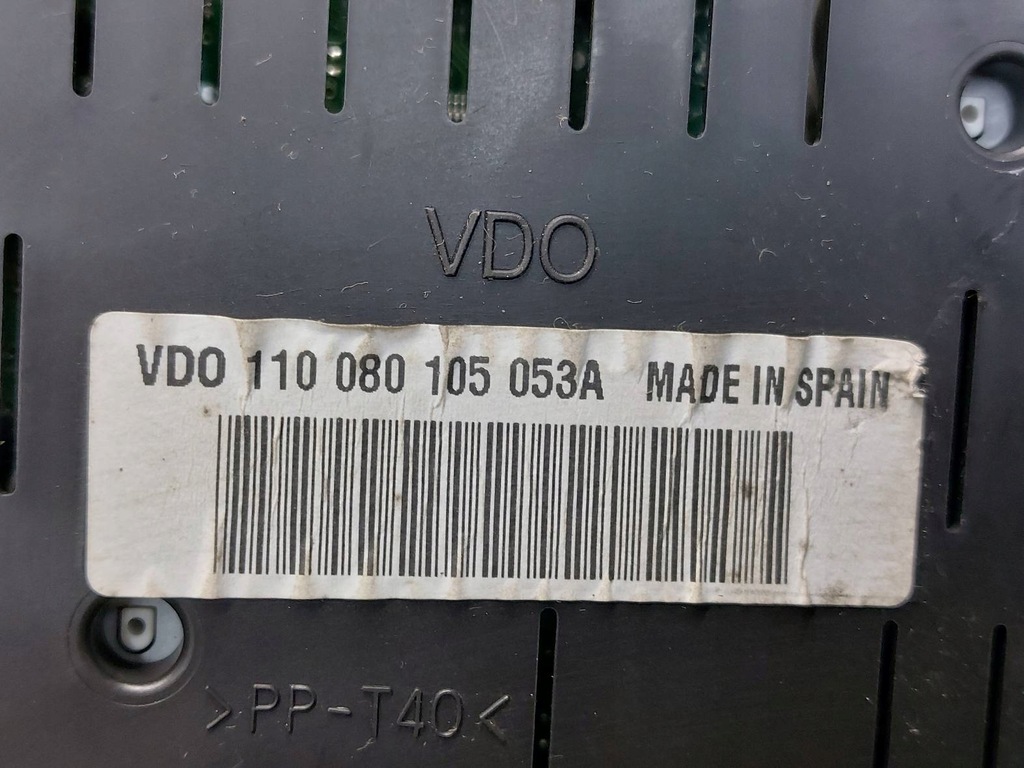 VDO
VDO 110 080 105 053A MADE IN SPAIN
>PP-T40<